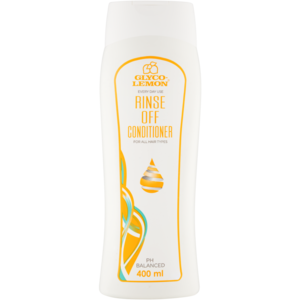 GLYCO
LEMON
RINSE
OFF
CONDITIONER
FOR ALL HAIR TYPES
PH
BALANCED
400 ml